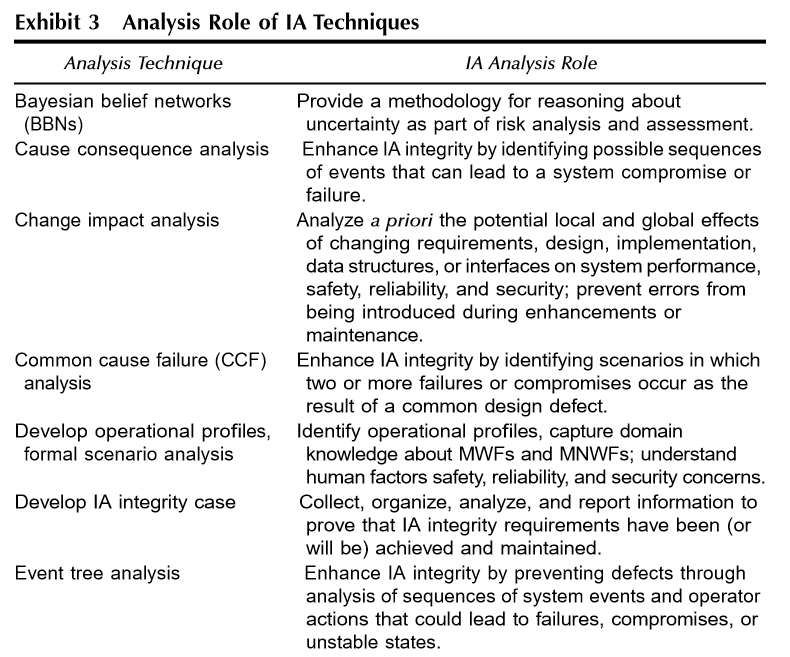 Exhibit 3 Analysis Role of IA Techniques
Analysis Technique IA Analysis Role
Bayesian belief networks Provide a methodology for reasoning about
(BBNs) uncertainty as part of risk analysis and assessment.
Cause consequence analysis Enhance IA integrity by identifying possible sequences
of events that can lead to a system compromise or
failure.
Change impact analysis Analyze a priori the potential local and global effects
of changing requirements, design, implementation,
data structures, or interfaces on system performance,
safety, reliability, and security; prevent errors from
being introduced during enhancements or
maintenance.
Common cause failure (CCF) Enhance IA integrity by identifying scenarios in which
analysis two or more failures or compromises occur as the
result of a common design defect.
Develop operational profiles, Identify operational profiles, capture domain
formal scenario analysis knowledge about MWFs and MNWFs; understand
human factors safety, reliability, and security concerns.
Develop IA integrity case Collect, organize, analyze, and report information to
prove that IA integrity requirements have been (or
will be) achieved and maintained.
Event tree analysis Enhance IA integrity by preventing defects through
analysis of sequences of system events and operator
actions that could lead to failures, compromises, or
unstable states.